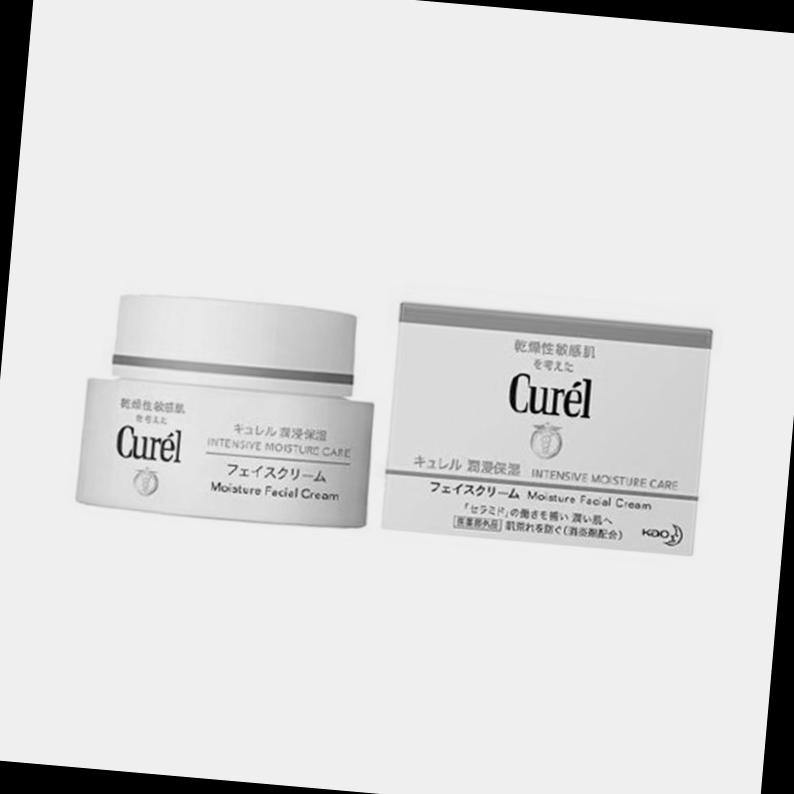 乾燥性敏感肌
を考えた
Curél
キュレル 潤浸保湿
INTENSIVE MOISTURE CARE
フェイスクリーム
Moisture Facial Cream
乾燥性敏感肌
を考えた
Curél
キュレル 潤浸保湿 INTENSIVE MOISTURE CARE
フェイスクリーム Moisture Facial Cream
「セラミド」の働きを補い 潤い肌へ
医薬部外品 肌荒れを防ぐ(消炎剤配合)
Kao